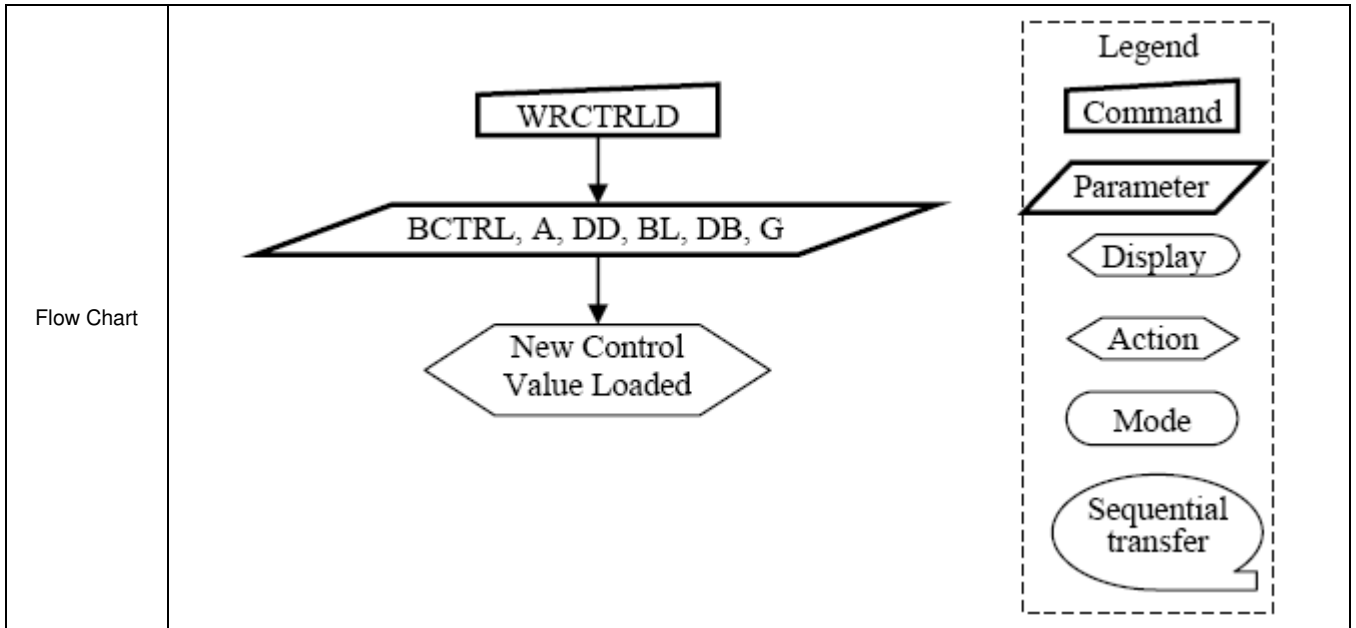 Flow Chart
WRCTRLD
BCTRL, A, DD, BL, DB, G
New Control
Value Loaded
Legend
Command
Parameter
Display
Action
Mode
Sequential
transfer